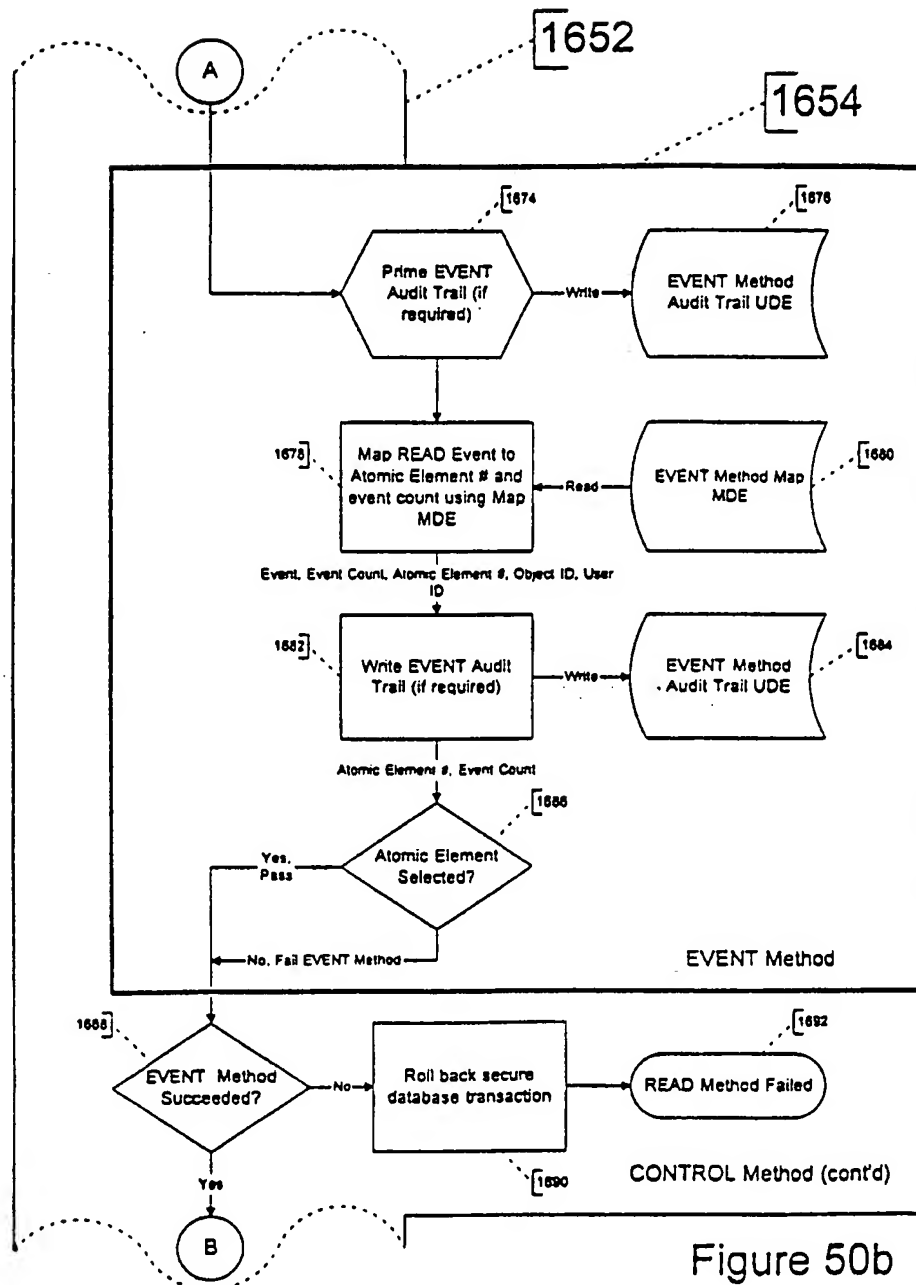 1652
A
1654
1674
1676
Prime EVENT
Audit Trail (if
required)
Write
EVENT Method
Audit Trail UDE
1678
Map READ Event to
Atomic Element # and
event count using Map
MDE
Read
EVENT Method Map
MDE
1680
Event, Event Count, Atomic Element #, Object ID, User
ID
1682
Write EVENT Audit
Trail (if required)
Write
EVENT Method
Audit Trail UDE
1684
Atomic Element #, Event Count
1686
Yes,
Pass
Atomic Element
Selected?
No, Fail EVENT Method
EVENT Method
1688
EVENT Method
Succeeded?
No
Roll back secure
database transaction
1692
READ Method Failed
1690
CONTROL Method (cont'd)
Yes
B
Figure 50b